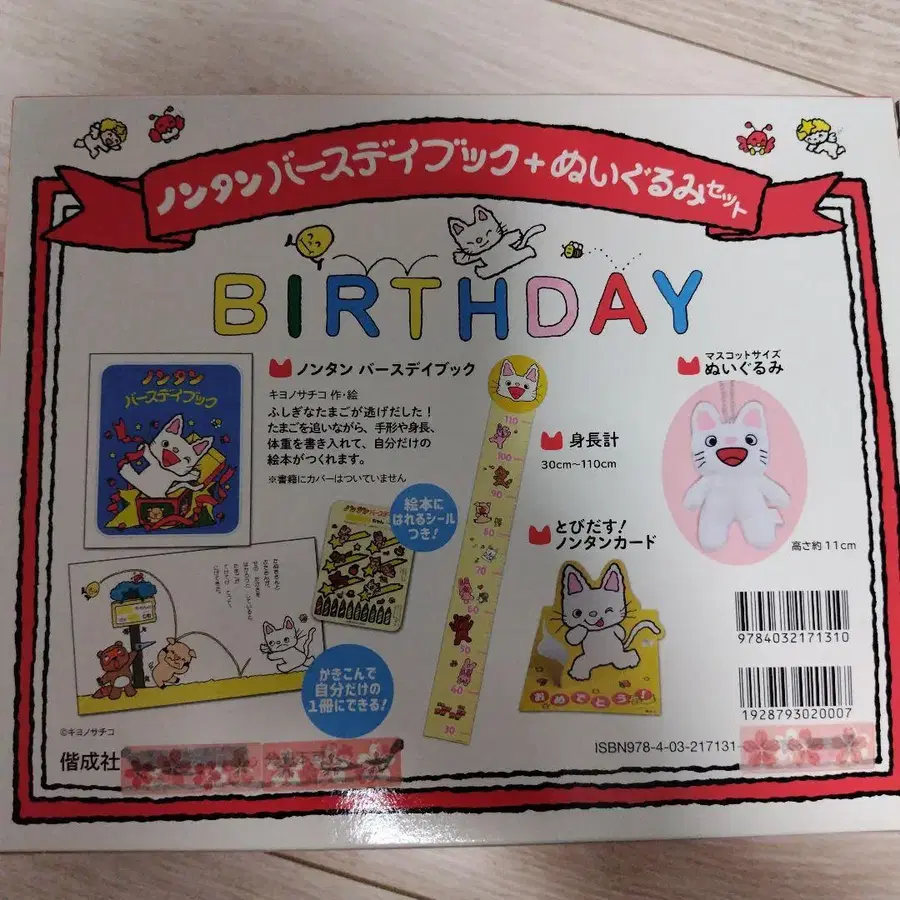 ノンタンバースデイブック+ぬいぐるみセット
BIRTHDAY
ノンタン
バースデイブック
ノンタン バースデイブック
キヨノサチコ 作・絵
ふしぎなたまごが逃げだした!
たまごを追いながら、手形や身長、
体重を書き入れて、自分だけの
絵本がつくれます。
※書籍にカバーはついていません
絵本に
はれるシール
つき!
かきこんで
自分だけの
1冊にできる!
110
100
90
80
70
60
50
40
30
身長計
30cm~110cm
とびだす!
ノンタンカード
おめでとう!
マスコットサイズ
ぬいぐるみ
高さ約11cm
9784032171310
1928793020007
ISBN978-4-03-217131-
©キヨノサチコ
偕成社